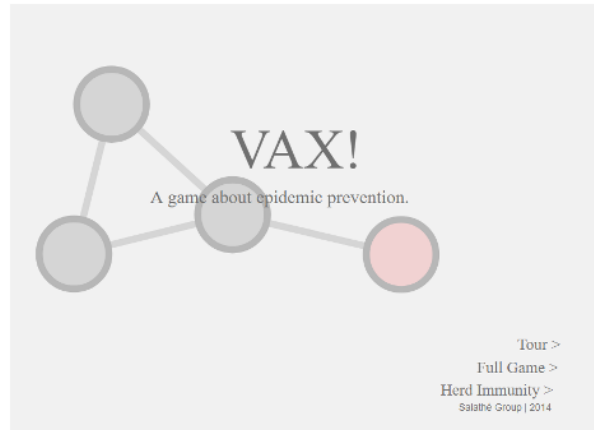 VAX!
A game about epidemic prevention.
Tour >
Full Game >
Herd Immunity >
Salathé Group | 2014